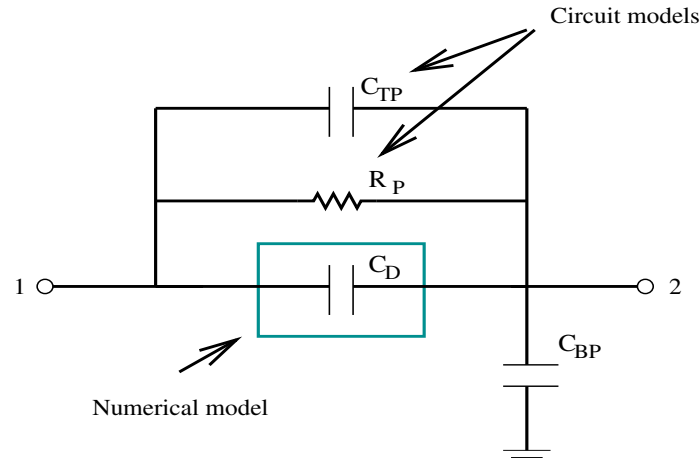 Circuit models
C_TP
R_P
C_D
1
2
C_BP
Numerical model